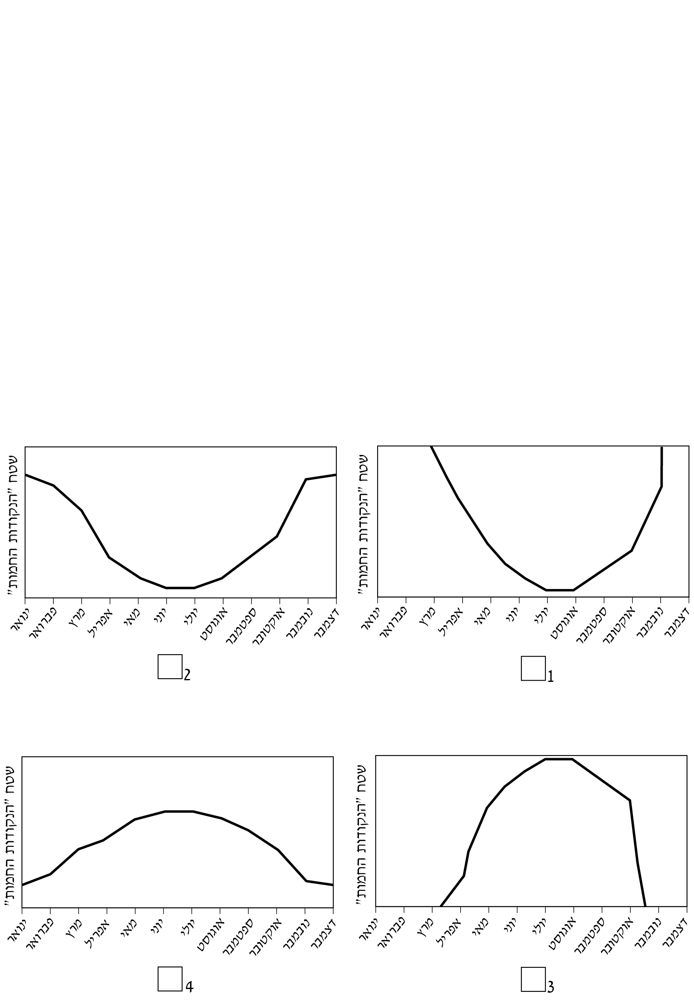 שטח "הנקודות החמות"
ינואר
פברואר
מרץ
אפריל
מאי
יוני
יולי
אוגוסט
ספטמבר
אוקטובר
נובמבר
דצמבר
1
שטח "הנקודות החמות"
ינואר
פברואר
מרץ
אפריל
מאי
יוני
יולי
אוגוסט
ספטמבר
אוקטובר
נובמבר
דצמבר
2
שטח "הנקודות החמות"
ינואר
פברואר
מרץ
אפריל
מאי
יוני
יולי
אוגוסט
ספטמבר
אוקטובר
נובמבר
דצמבר
3
שטח "הנקודות החמות"
ינואר
פברואר
מרץ
אפריל
מאי
יוני
יולי
אוגוסט
ספטמבר
אוקטובר
נובמבר
דצמבר
4